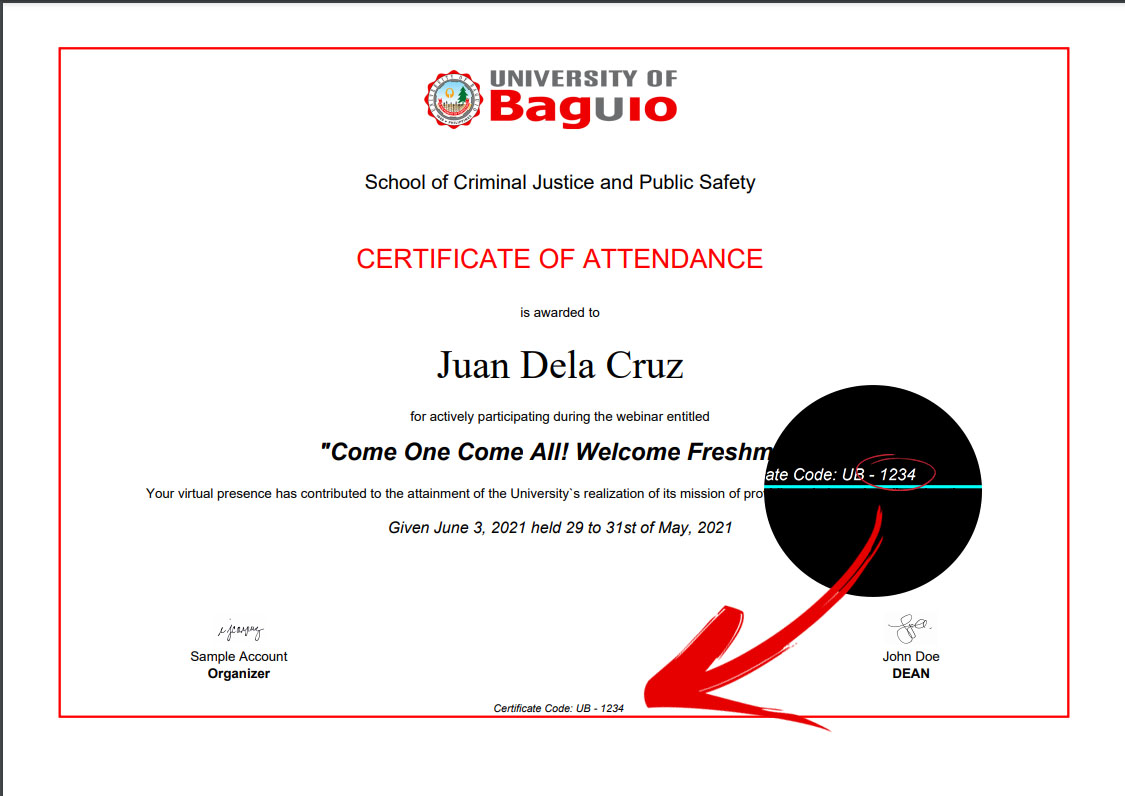 UNIVERSITY OF
BagUIO
School of Criminal Justice and Public Safety
CERTIFICATE OF ATTENDANCE
is awarded to
Juan Dela Cruz
for actively participating during the webinar entitled
"Come One Come All! Welcome Freshm
ate Code: UB - 1234
Your virtual presence has contributed to the attainment of the University`s realization of its mission of pro
Given June 3, 2021 held 29 to 31st of May, 2021
Sample Account
Organizer
John Doe
DEAN
Certificate Code: UB - 1234